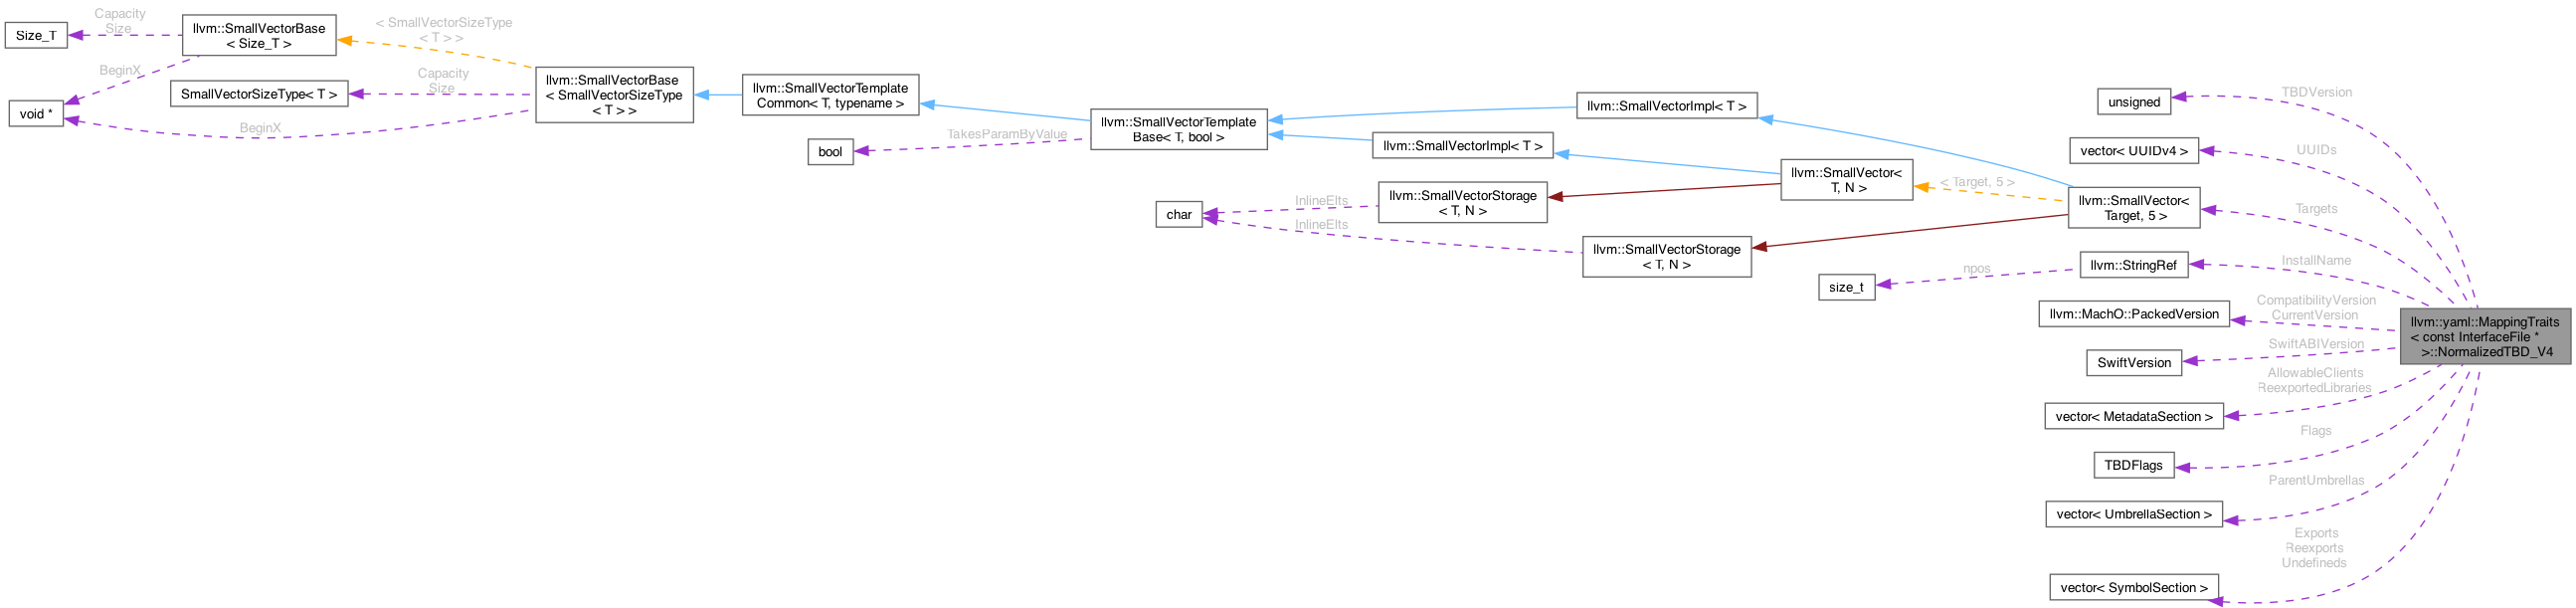 Size_T
Capacity
Size
llvm::SmallVectorBase
< Size_T >
< SmallVectorSizeType
< T > >
BeginX
void *
SmallVectorSizeType< T >
Capacity
Size
BeginX
llvm::SmallVectorBase
< SmallVectorSizeType
< T > >
llvm::SmallVectorTemplate
Common< T, typename >
bool
TakesParamByValue
llvm::SmallVectorTemplate
Base< T, bool >
llvm::SmallVectorImpl< T >
llvm::SmallVectorImpl< T >
char
InlineElts
InlineElts
llvm::SmallVectorStorage
< T, N >
llvm::SmallVectorStorage
< T, N >
llvm::SmallVector<
T, N >
< Target, 5 >
llvm::SmallVector<
Target, 5 >
size_t
npos
llvm::StringRef
unsigned
TBDVersion
vector< UUIDv4 >
UUIDs
Targets
InstallName
llvm::MachO::PackedVersion
CompatibilityVersion
CurrentVersion
SwiftVersion
SwiftABIVersion
vector< MetadataSection >
AllowableClients
ReexportedLibraries
TBDFlags
Flags
vector< UmbrellaSection >
ParentUmbrellas
vector< SymbolSection >
Exports
Reexports
Undefineds
llvm::yaml::MappingTraits
< const InterfaceFile *
>::NormalizedTBD_V4